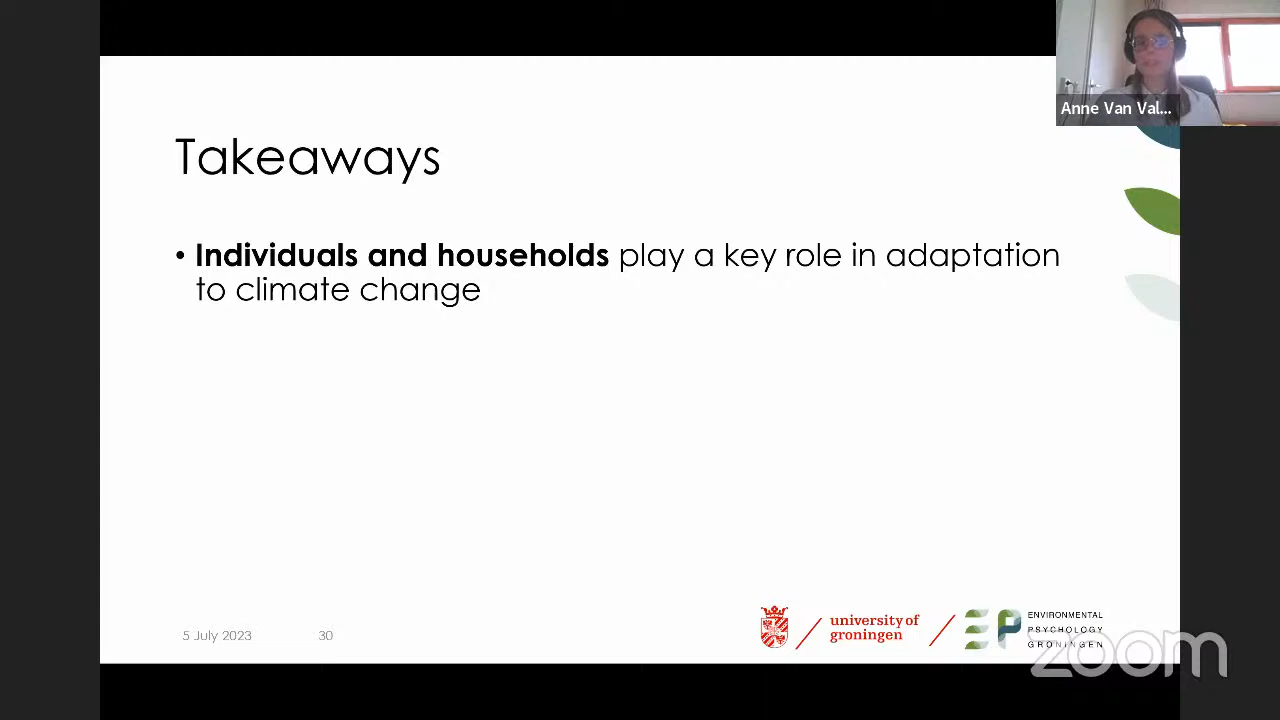 Anne Van Val...
Takeaways
• Individuals and households play a key role in adaptation
to climate change
5 July 2023
30
university of
groningen
ENVIRONMENTAL
PSYCHOLOGY
GRONINGEN
zoom